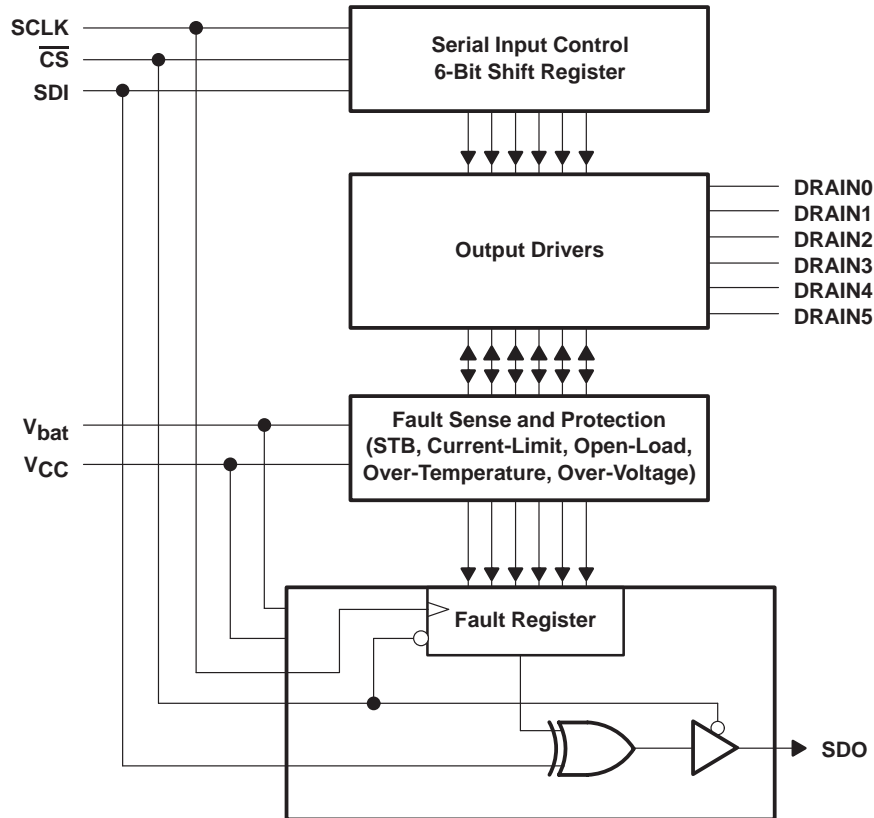 SCLK
CS
SDI
Serial Input Control
6-Bit Shift Register
Output Drivers
DRAIN0
DRAIN1
DRAIN2
DRAIN3
DRAIN4
DRAIN5
Vbat
VCC
Fault Sense and Protection
(STB, Current-Limit, Open-Load,
Over-Temperature, Over-Voltage)
Fault Register
SDO